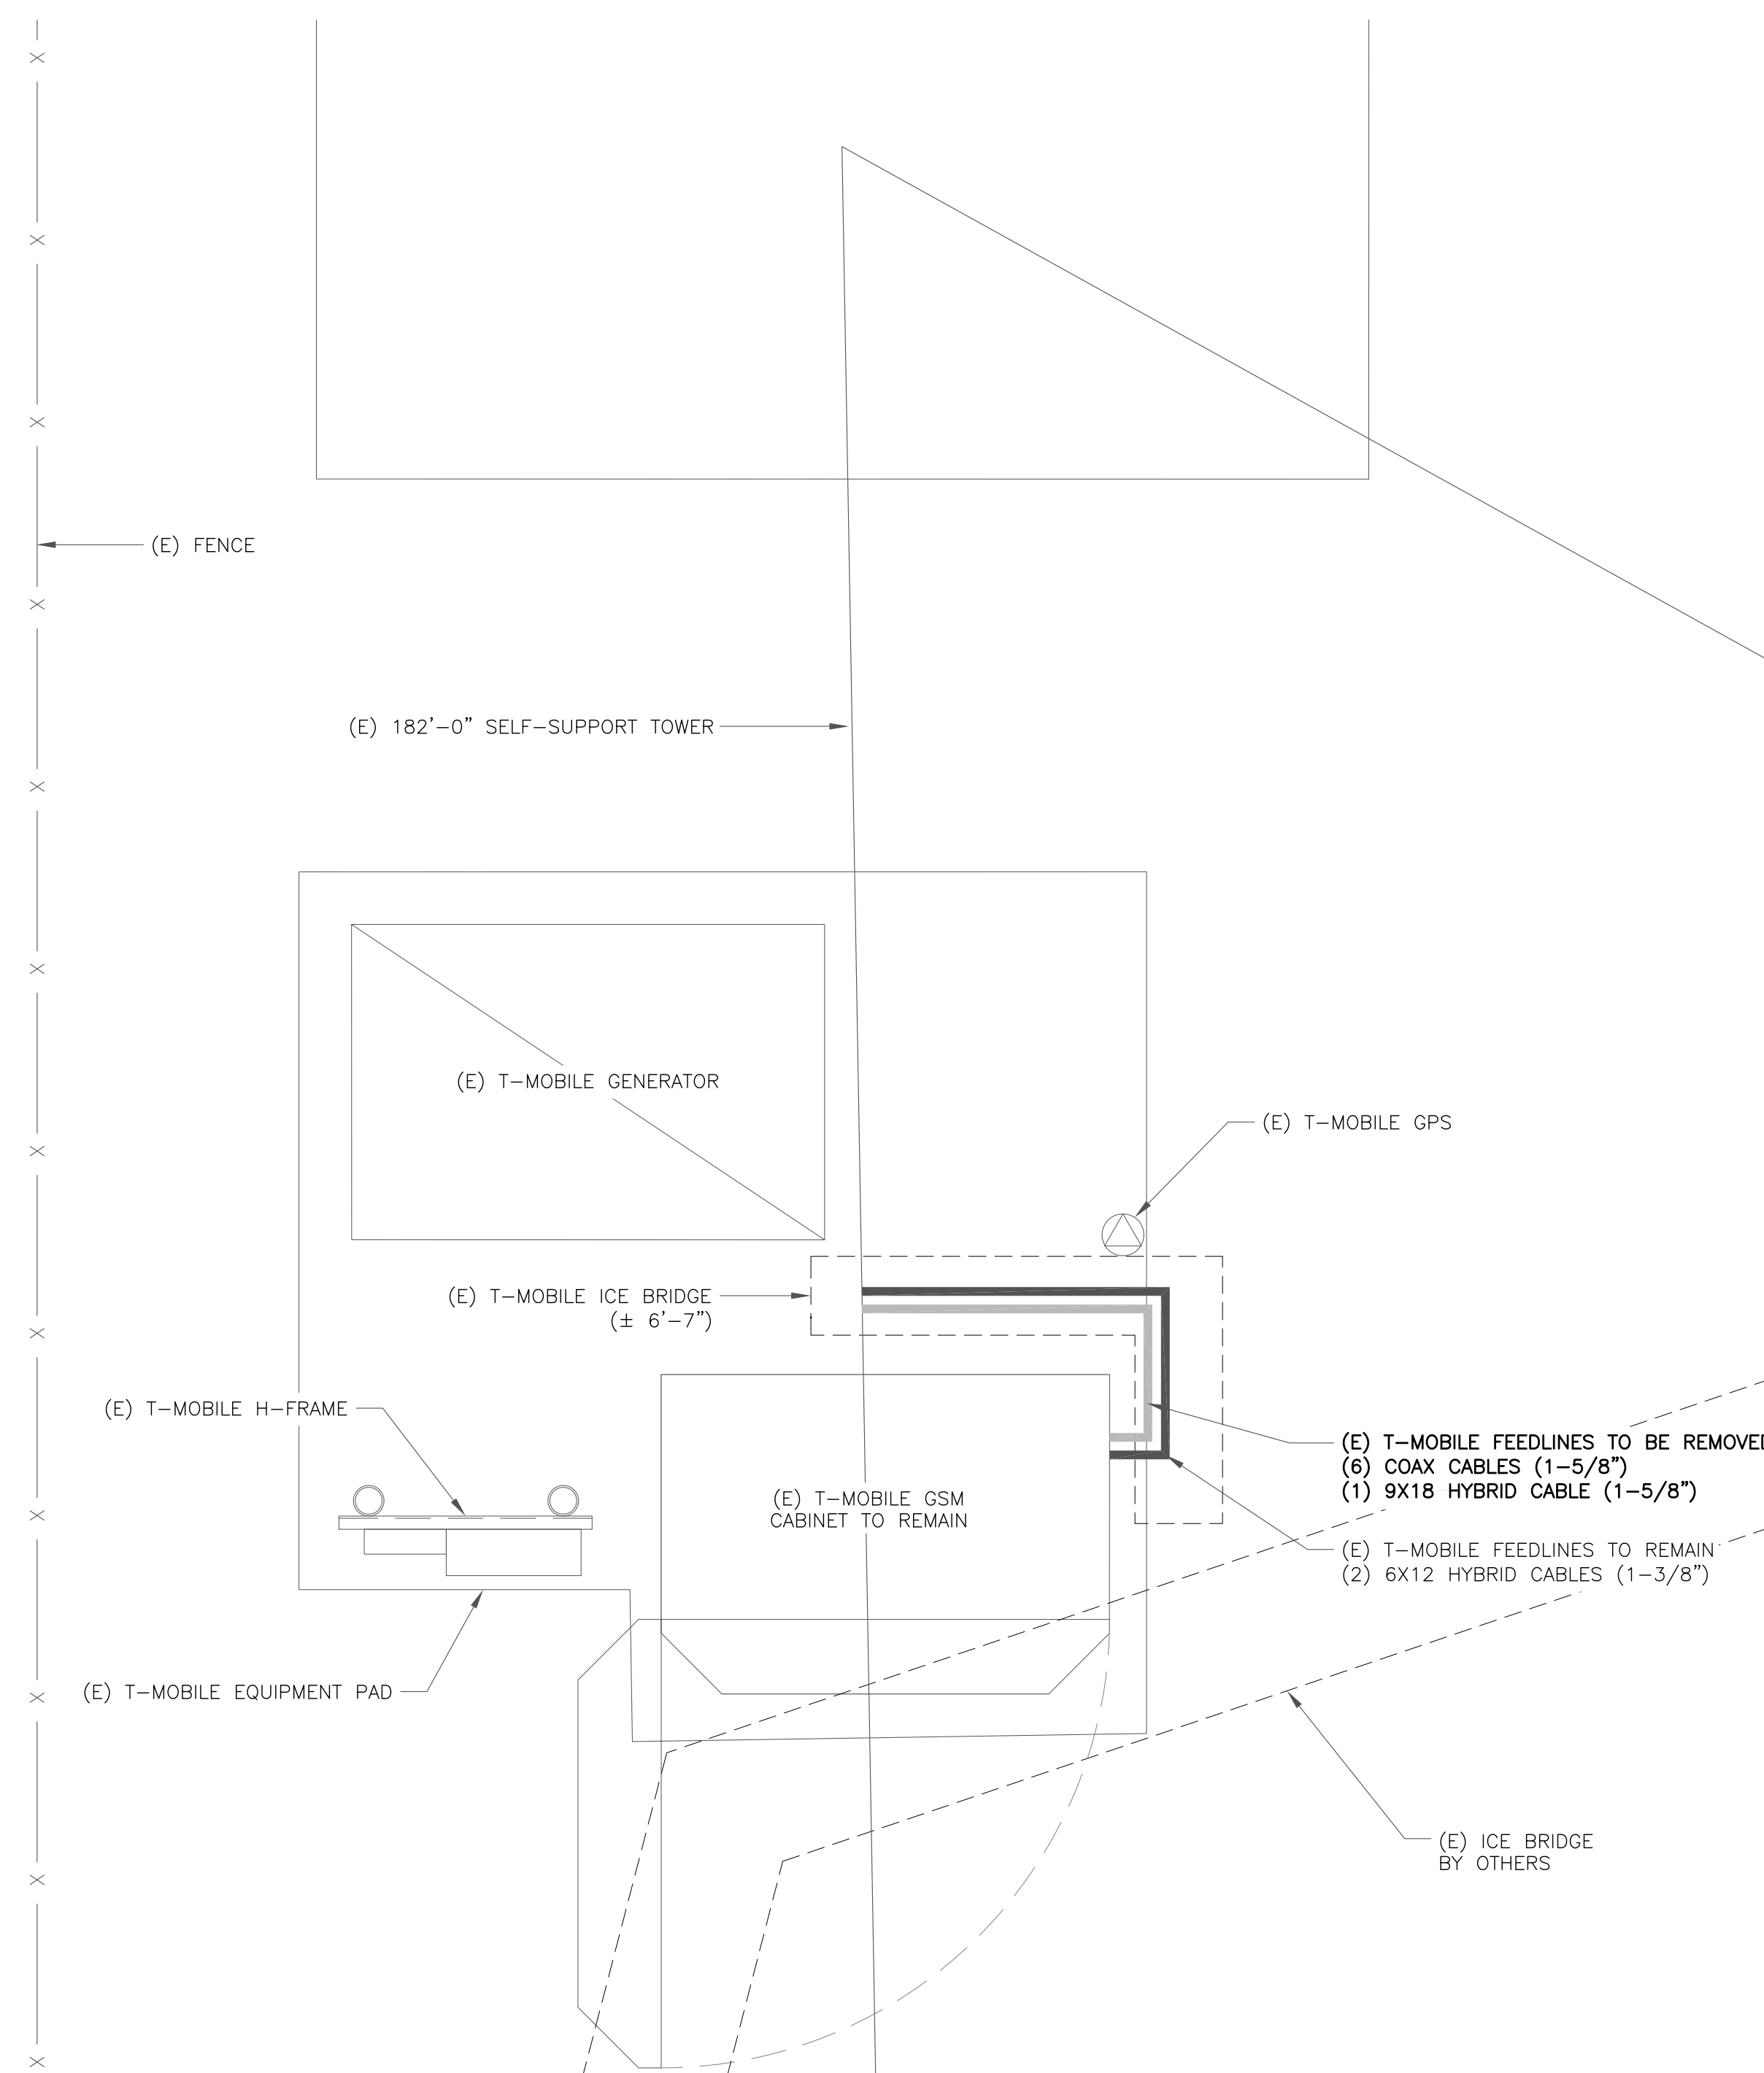 (E) FENCE
(E) 182'-0" SELF-SUPPORT TOWER
(E) T-MOBILE GENERATOR
(E) T-MOBILE GPS
(E) T-MOBILE ICE BRIDGE
(± 6'-7")
(E) T-MOBILE H-FRAME
(E) T-MOBILE FEEDLINES TO BE REMOVED
(6) COAX CABLES (1-5/8")
(1) 9X18 HYBRID CABLE (1-5/8")
(E) T-MOBILE GSM
CABINET TO REMAIN
(E) T-MOBILE FEEDLINES TO REMAIN
(2) 6X12 HYBRID CABLES (1-3/8")
(E) T-MOBILE EQUIPMENT PAD
(E) ICE BRIDGE
BY OTHERS